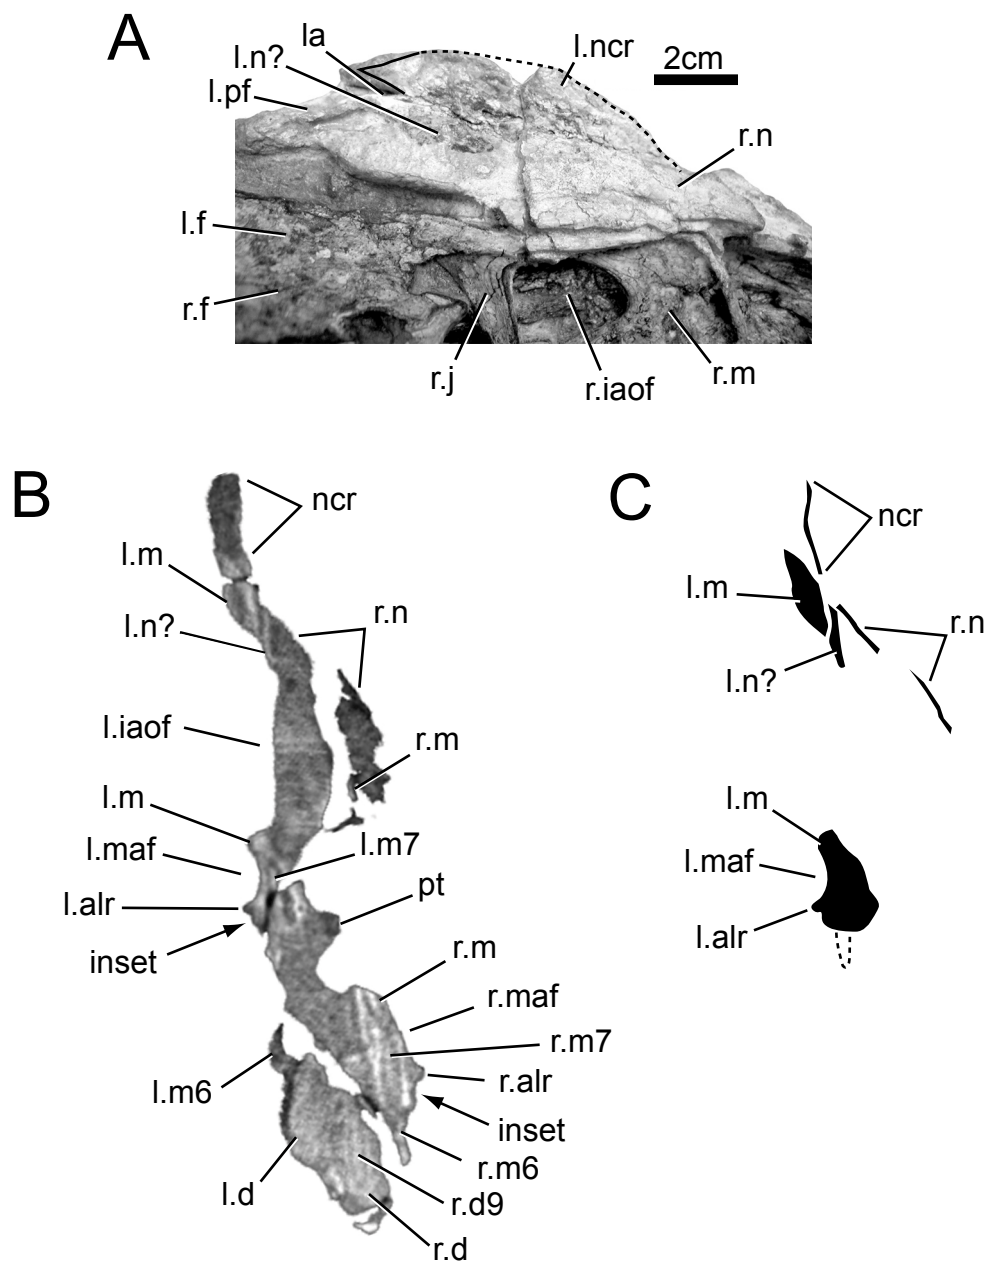 A
la
l.ncr
l.n?
2cm
l.pf
r.n
l.f
r.f
r.j
r.iaof
r.m
B
ncr
l.m
l.n?
r.n
l.iaof
r.m
l.m
l.maf
l.m7
l.alr
pt
inset
r.m
r.maf
r.m7
l.m6
r.alr
inset
r.m6
l.d
r.d9
r.d
C
ncr
l.m
r.n
l.n?
l.m
l.maf
l.alr